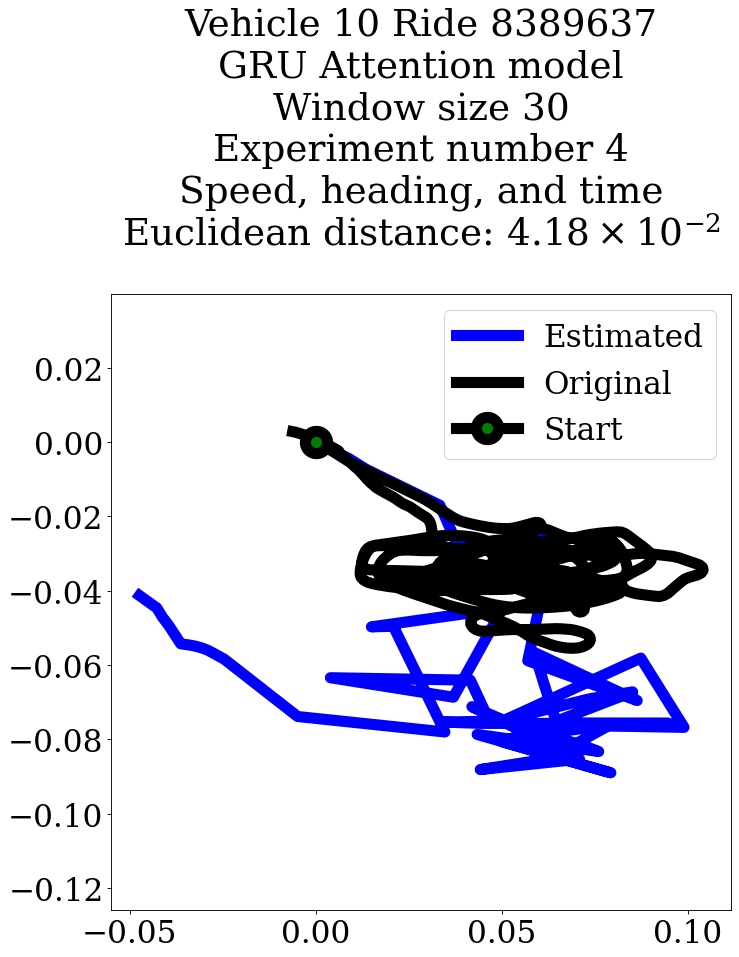 Vehicle 10 Ride 8389637
GRU Attention model
Window size 30
Experiment number 4
Speed, heading, and time
Euclidean distance: 4.18 × 10⁻²
Estimated
Original
Start
0.02
0.00
−0.02
−0.04
−0.06
−0.08
−0.10
−0.12
−0.05 0.00 0.05 0.10